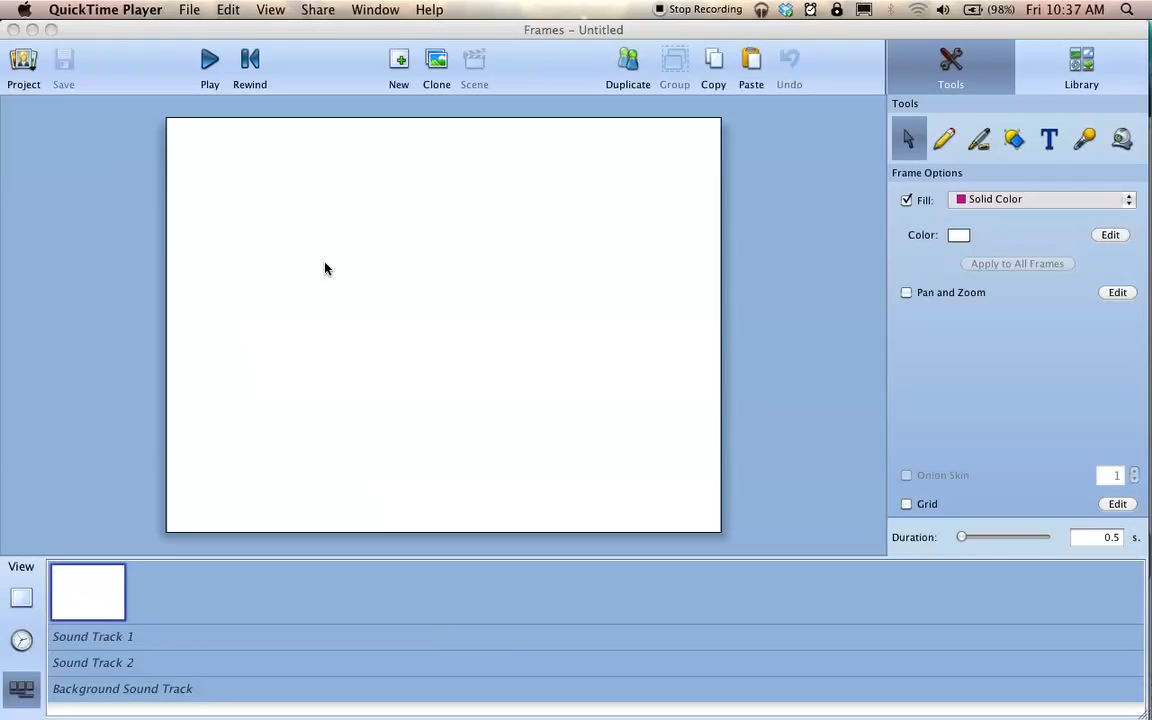 QuickTime Player File Edit View Share Window Help Stop Recording (98%) Fri 10:37 AM
Frames – Untitled
Project Save Play Rewind New Clone Scene Duplicate Group Copy Paste Undo Tools Library
Tools
T
Frame Options
Fill: Solid Color
Color: Edit
Apply to All Frames
Pan and Zoom Edit
Onion Skin 1
Grid Edit
Duration: 0.5 s.
View
Sound Track 1
Sound Track 2
Background Sound Track